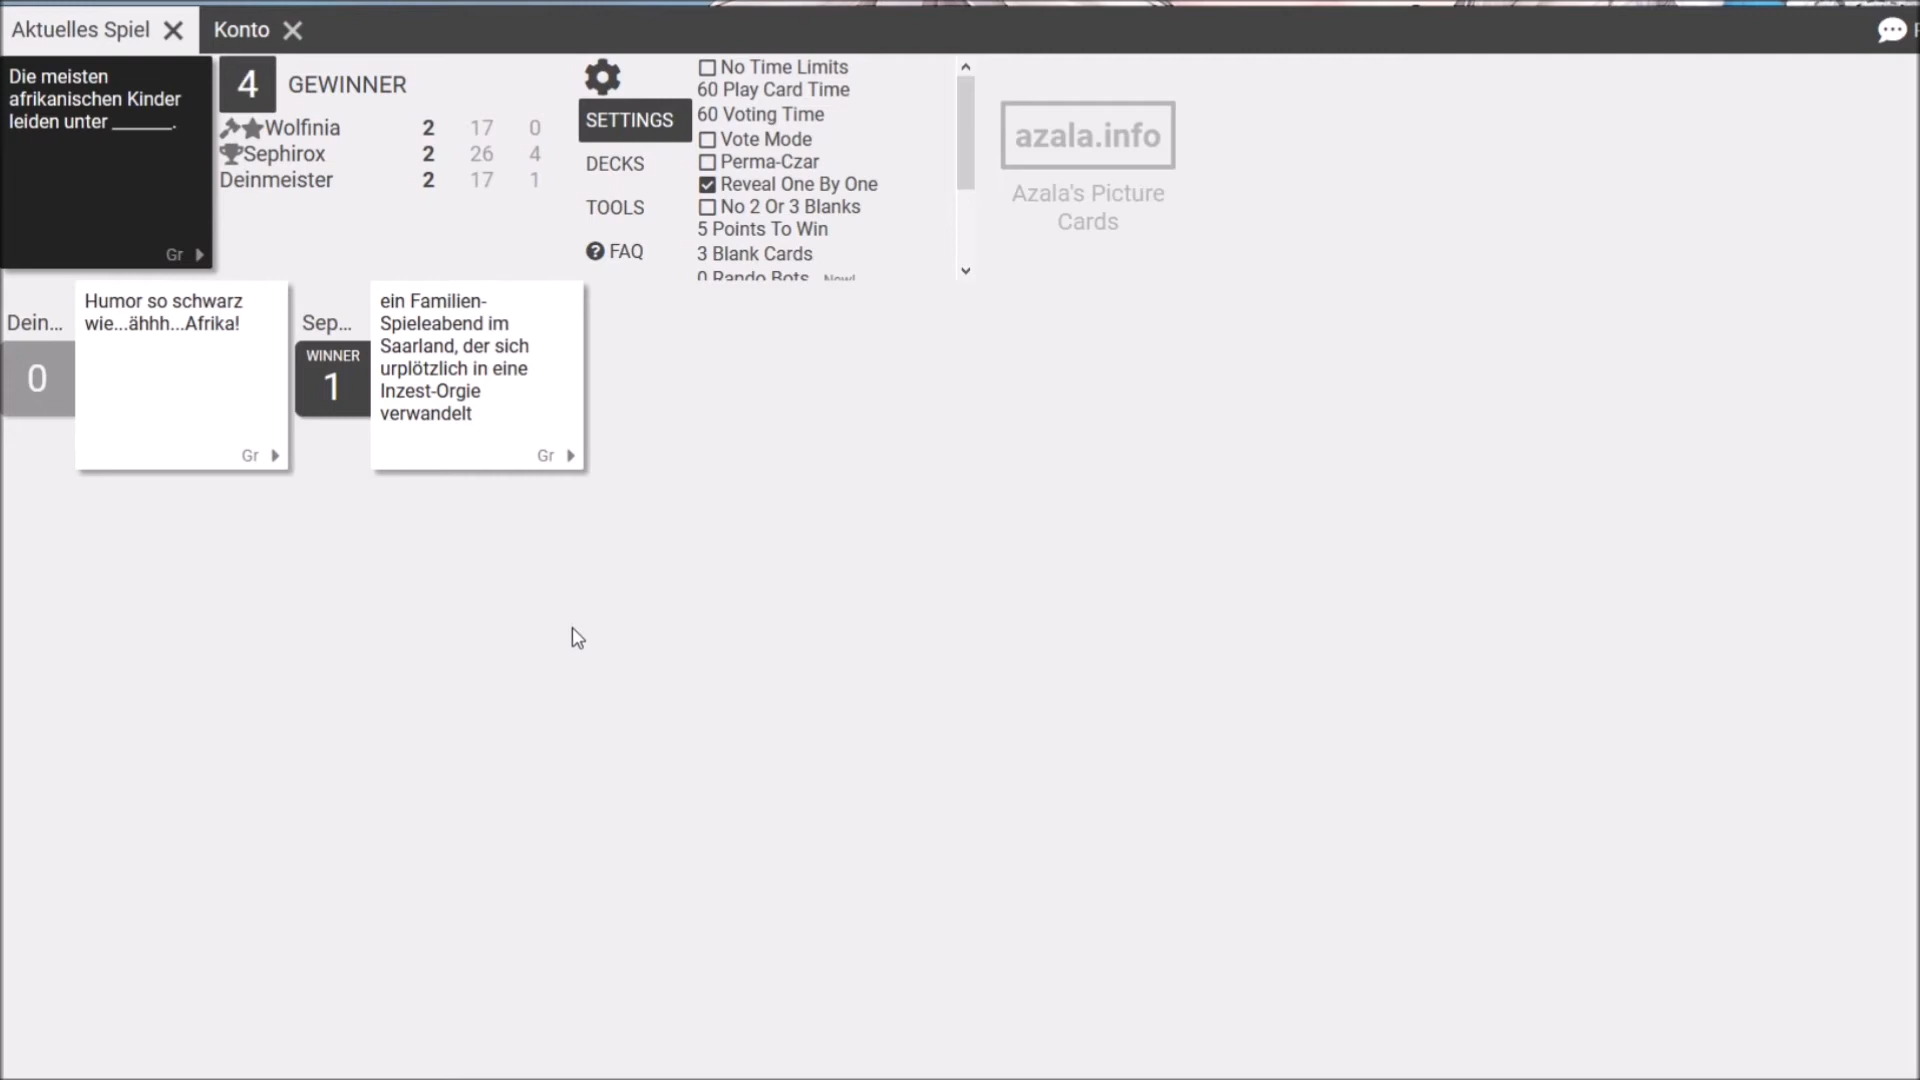 Aktuelles Spiel
Konto
Die meisten
afrikanischen Kinder
leiden unter ______.
Gr
4 GEWINNER
Wolfinia 2 17 0
Sephirox 2 26 4
Deinmeister 2 17 1
SETTINGS
DECKS
TOOLS
FAQ
No Time Limits
60 Play Card Time
60 Voting Time
Vote Mode
Perma-Czar
Reveal One By One
No 2 Or 3 Blanks
5 Points To Win
3 Blank Cards
0 Rando Bots New!
azala.info
Azala's Picture
Cards
Dein...
0
Humor so schwarz
wie...ähhh...Afrika!
Gr
Sep...
WINNER
1
ein Familien-
Spieleabend im
Saarland, der sich
urplötzlich in eine
Inzest-Orgie
verwandelt
Gr